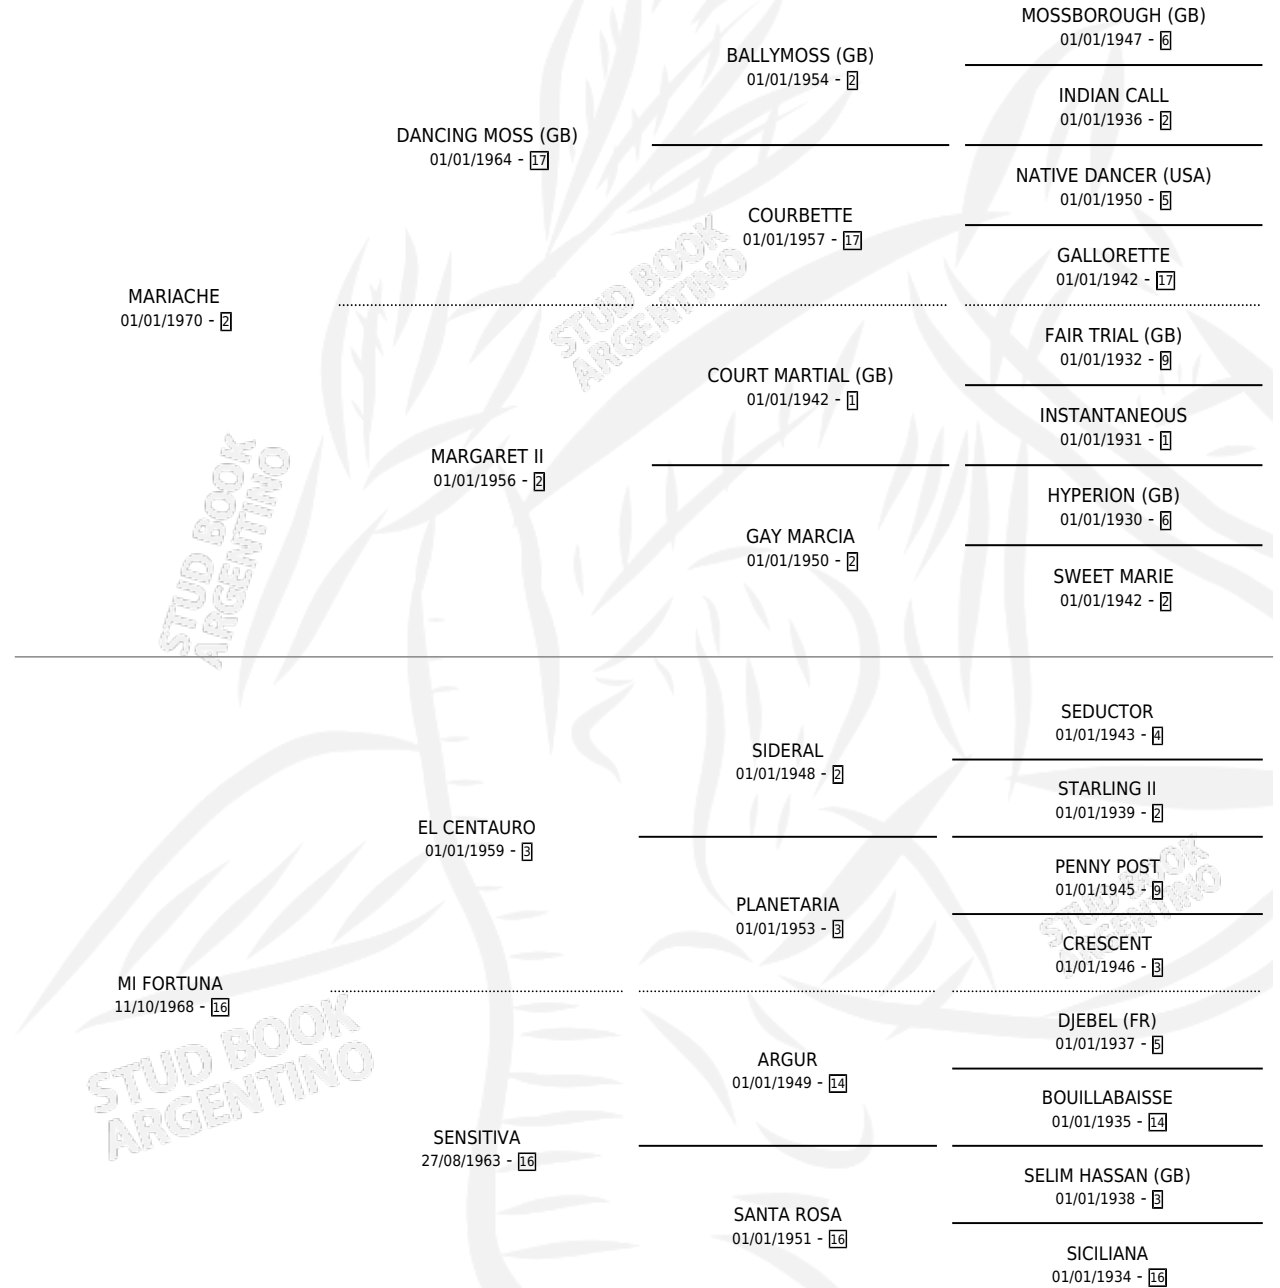 MOSSBOROUGH (GB)
01/01/1947 - 6
BALLYMOSS (GB)
01/01/1954 - 2
INDIAN CALL
01/01/1936 - 2
DANCING MOSS (GB)
01/01/1964 - 17
NATIVE DANCER (USA)
01/01/1950 - 5
COURBETTE
01/01/1957 - 17
GALLORETTE
01/01/1942 - 17
MARIACHE
01/01/1970 - 2
FAIR TRIAL (GB)
01/01/1932 - 9
COURT MARTIAL (GB)
01/01/1942 - 1
INSTANTANEOUS
01/01/1931 - 1
MARGARET II
01/01/1956 - 2
HYPERION (GB)
01/01/1930 - 6
GAY MARCIA
01/01/1950 - 2
SWEET MARIE
01/01/1942 - 2
SEDUCTOR
01/01/1943 - 4
SIDERAL
01/01/1948 - 2
STARLING II
01/01/1939 - 2
EL CENTAURO
01/01/1959 - 3
PENNY POST
01/01/1945 - 9
PLANETARIA
01/01/1953 - 3
CRESCENT
01/01/1946 - 3
MI FORTUNA
11/10/1968 - 16
DJEBEL (FR)
01/01/1937 - 5
ARGUR
01/01/1949 - 14
BOUILLABAISSE
01/01/1935 - 14
SENSITIVA
27/08/1963 - 16
SELIM HASSAN (GB)
01/01/1938 - 3
SANTA ROSA
01/01/1951 - 16
SICILIANA
01/01/1934 - 16
STUD BOOK
ARGENTINO
STUD BOOK
ARGENTINO
STUD BOOK
ARGENTINO
STUD BOOK
ARGENTINO